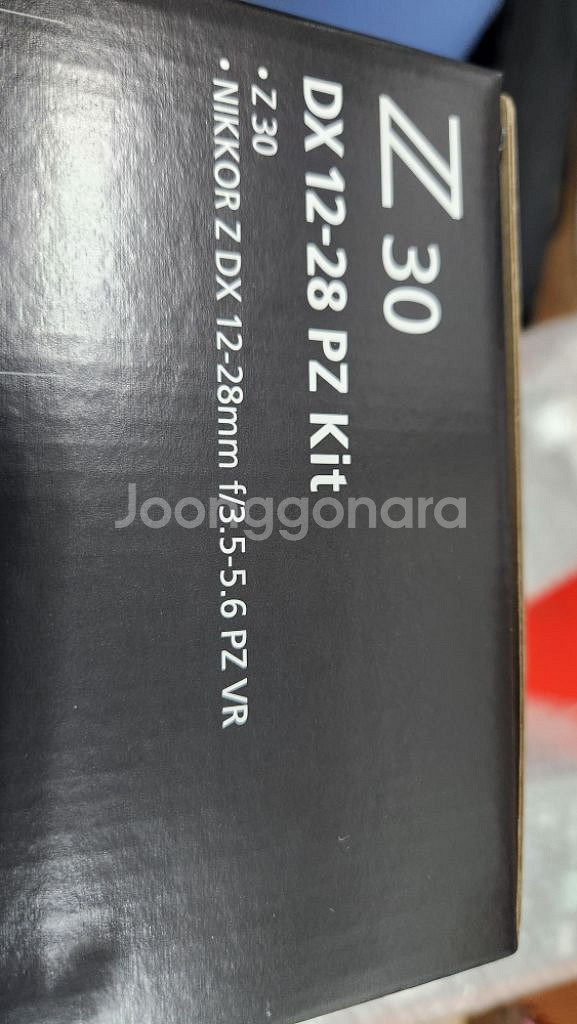 Z 30
DX 12-28 PZ Kit
• Z 30
• NIKKOR Z DX 12-28mm f/3.5-5.6 PZ VR
Joonggonara